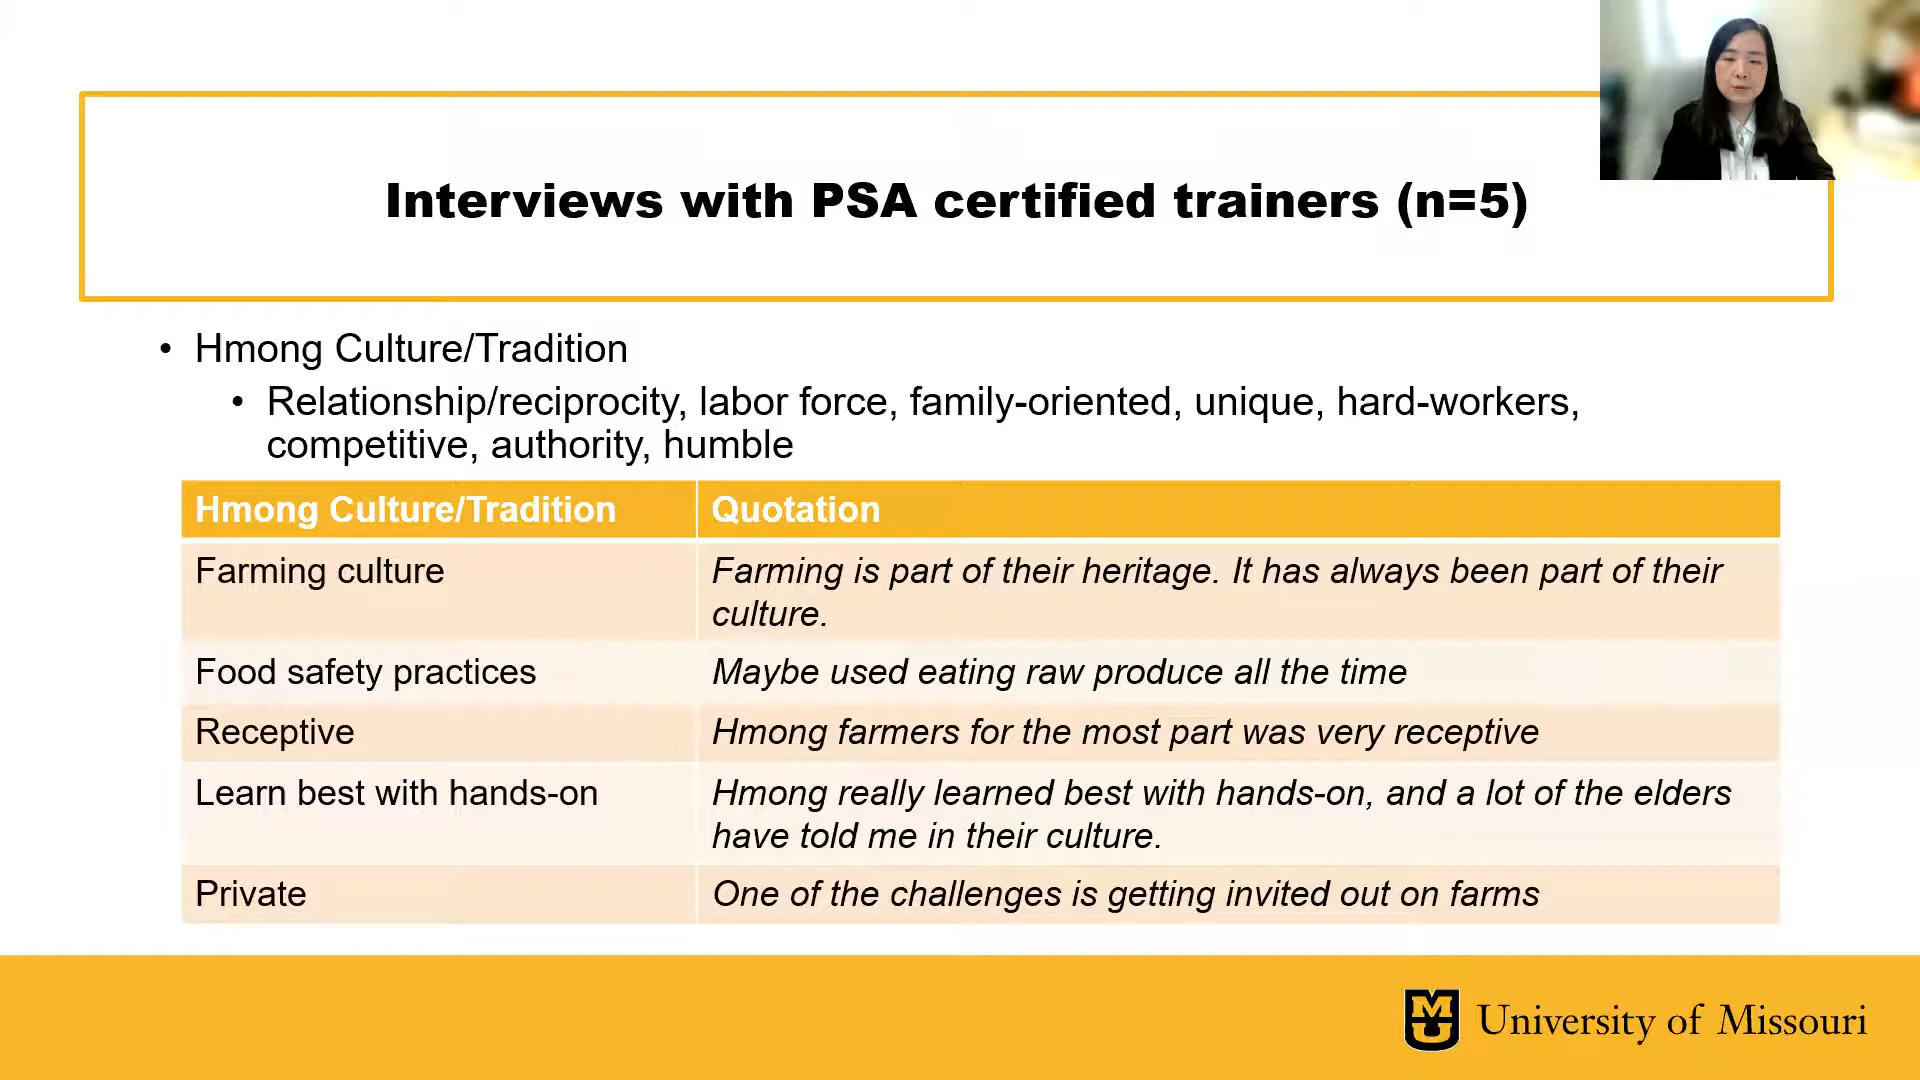 Interviews with PSA certified trainers (n=5)
• Hmong Culture/Tradition
• Relationship/reciprocity, labor force, family-oriented, unique, hard-workers,
competitive, authority, humble
Hmong Culture/Tradition
Quotation
Farming culture
Farming is part of their heritage. It has always been part of their
culture.
Food safety practices
Maybe used eating raw produce all the time
Receptive
Hmong farmers for the most part was very receptive
Learn best with hands-on
Hmong really learned best with hands-on, and a lot of the elders
have told me in their culture.
Private
One of the challenges is getting invited out on farms
MU
University of Missouri